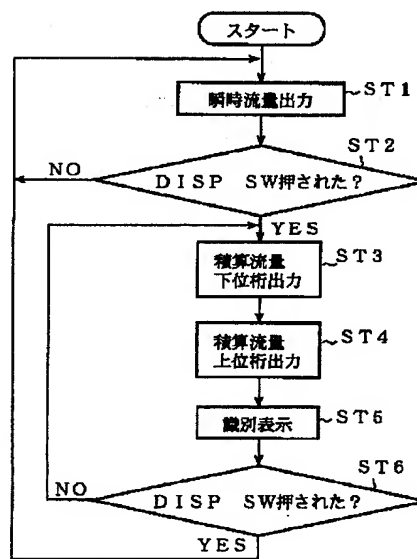 スタート
瞬時流量出力
ST1
ST2
NO
DISP SW押された?
YES
積算流量
下位桁出力
ST3
積算流量
上位桁出力
ST4
識別表示
ST5
ST6
NO
DISP SW押された?
YES